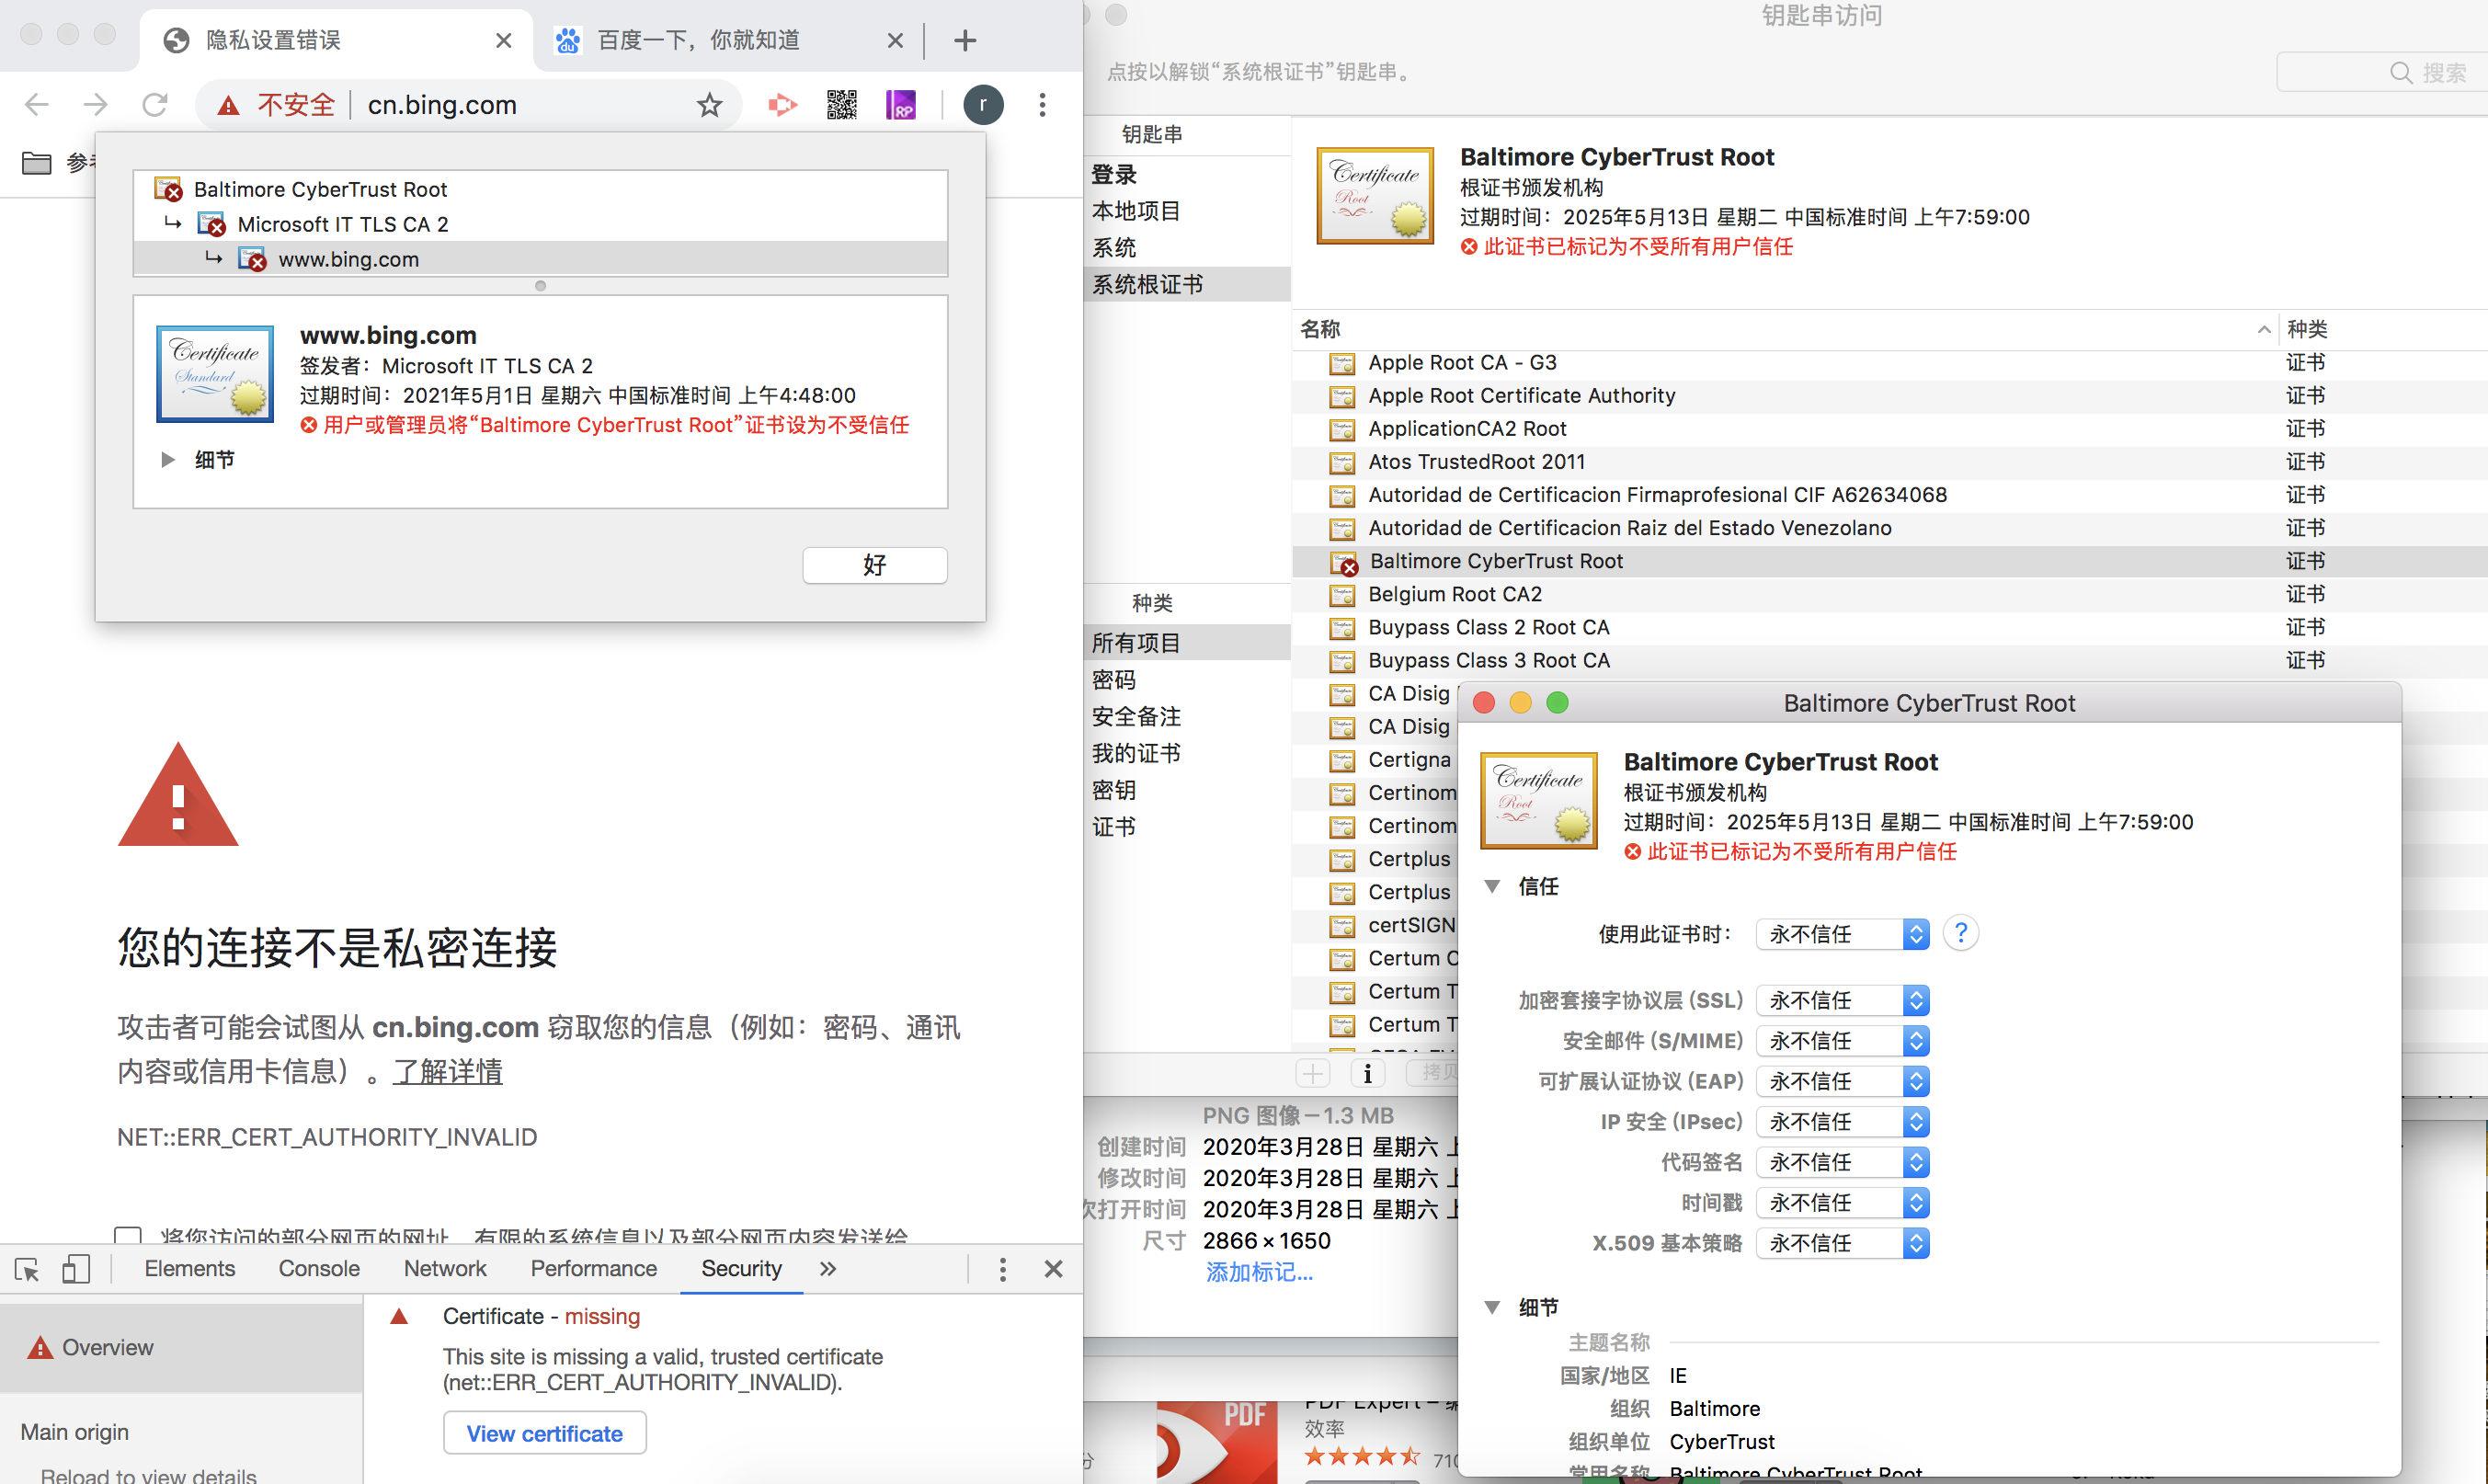 隐私设置错误
百度一下，你就知道
不安全
cn.bing.com
r
Baltimore CyberTrust Root
Microsoft IT TLS CA 2
www.bing.com
www.bing.com
签发者：Microsoft IT TLS CA 2
过期时间：2021年5月1日 星期六 中国标准时间 上午4:48:00
用户或管理员将“Baltimore CyberTrust Root”证书设为不受信任
细节
好
您的连接不是私密连接
攻击者可能会试图从 cn.bing.com 窃取您的信息（例如：密码、通讯
内容或信用卡信息）。了解详情
NET::ERR_CERT_AUTHORITY_INVALID
将您访问的部分网页的网址、有限的系统信息以及部分网页内容发送给
Elements
Console
Network
Performance
Security
Overview
Main origin
Reload to view details
Certificate - missing
This site is missing a valid, trusted certificate
(net::ERR_CERT_AUTHORITY_INVALID).
View certificate
钥匙串访问
点按以解锁“系统根证书”钥匙串。
搜索
钥匙串
登录
本地项目
系统
系统根证书
种类
所有项目
密码
安全备注
我的证书
密钥
证书
Baltimore CyberTrust Root
根证书颁发机构
过期时间：2025年5月13日 星期二 中国标准时间 上午7:59:00
此证书已标记为不受所有用户信任
名称 种类
Apple Root CA - G3 证书
Apple Root Certificate Authority 证书
ApplicationCA2 Root 证书
Atos TrustedRoot 2011 证书
Autoridad de Certificacion Firmaprofesional CIF A62634068 证书
Autoridad de Certificacion Raiz del Estado Venezolano 证书
Baltimore CyberTrust Root 证书
Belgium Root CA2 证书
Buypass Class 2 Root CA 证书
Buypass Class 3 Root CA 证书
CA Disig
CA Disig
Certigna
Certinom
Certinom
Certplus
Certplus
certSIGN
Certum C
Certum T
Certum T
拷贝
Baltimore CyberTrust Root
Baltimore CyberTrust Root
根证书颁发机构
过期时间：2025年5月13日 星期二 中国标准时间 上午7:59:00
此证书已标记为不受所有用户信任
信任
使用此证书时： 永不信任 ?
加密套接字协议层 (SSL) 永不信任
安全邮件 (S/MIME) 永不信任
可扩展认证协议 (EAP) 永不信任
IP 安全 (IPsec) 永不信任
代码签名 永不信任
时间戳 永不信任
X.509 基本策略 永不信任
细节
主题名称
国家/地区 IE
组织 Baltimore
组织单位 CyberTrust
常用名称 Baltimore CyberTrust Root
PNG 图像 – 1.3 MB
创建时间 2020年3月28日 星期六 上
修改时间 2020年3月28日 星期六 上
次打开时间 2020年3月28日 星期六 上
尺寸 2866 × 1650
添加标记...
PDF
PDF Expert –
效率
710